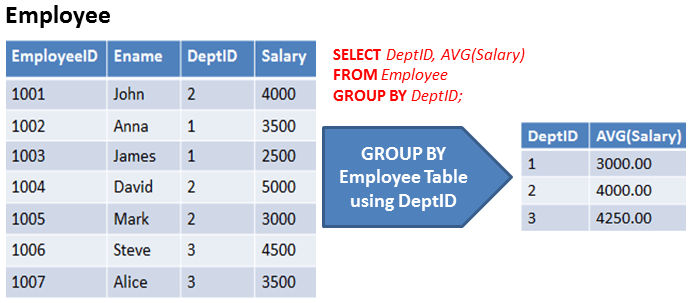 Employee
EmployeeID Ename DeptID Salary
1001 John 2 4000
1002 Anna 1 3500
1003 James 1 2500
1004 David 2 5000
1005 Mark 2 3000
1006 Steve 3 4500
1007 Alice 3 3500
SELECT DeptID, AVG(Salary)
FROM Employee
GROUP BY DeptID;
GROUP BY
Employee Table
using DeptID
DeptID AVG(Salary)
1 3000.00
2 4000.00
3 4250.00